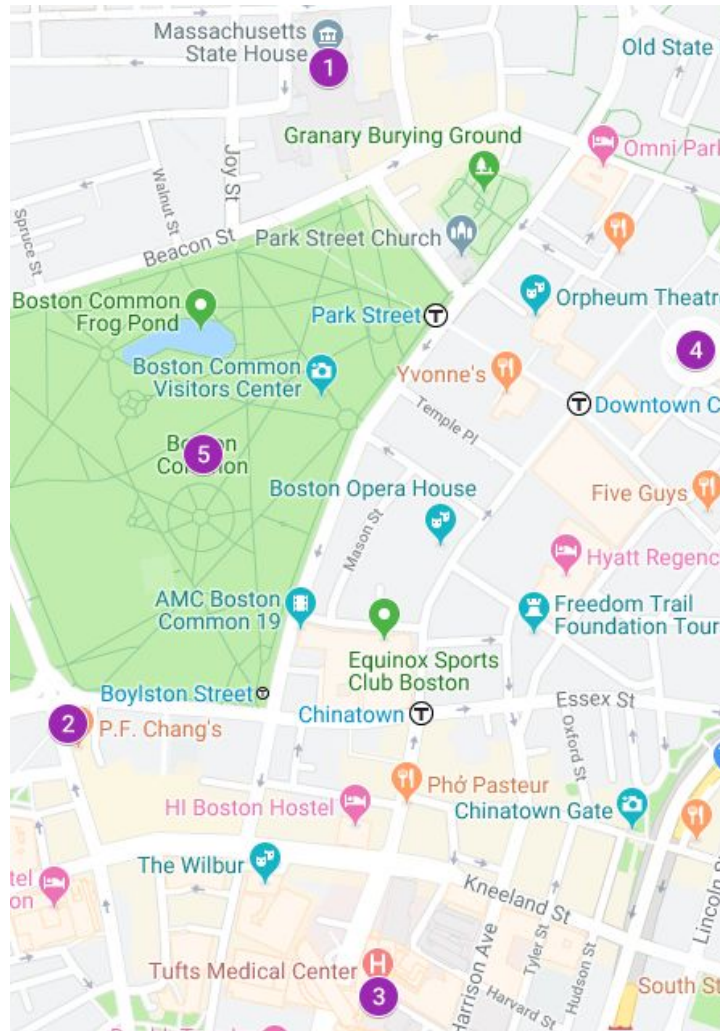 Massachusetts
State House
1
Old State
Granary Burying Ground
Omni Park
Joy St
Walnut St
Spruce St
Beacon St
Park Street Church
Boston Common
Frog Pond
Park Street
T
Orpheum Theatre
Boston Common
Visitors Center
Yvonne's
4
Temple Pl
T
Downtown C
5
Boston Opera House
Five Guys
Mason St
Hyatt Regenc
AMC Boston
Common 19
Freedom Trail
Foundation Tour
Equinox Sports
Club Boston
Boylston Street
T
Essex St
Chinatown
T
2
P.F. Chang's
Oxford St
Phở Pasteur
HI Boston Hostel
Chinatown Gate
The Wilbur
tel
on
Kneeland St
Lincoln S
Tufts Medical Center
H
3
Harrison Ave
Tyler St
Hudson St
Harvard St
South St